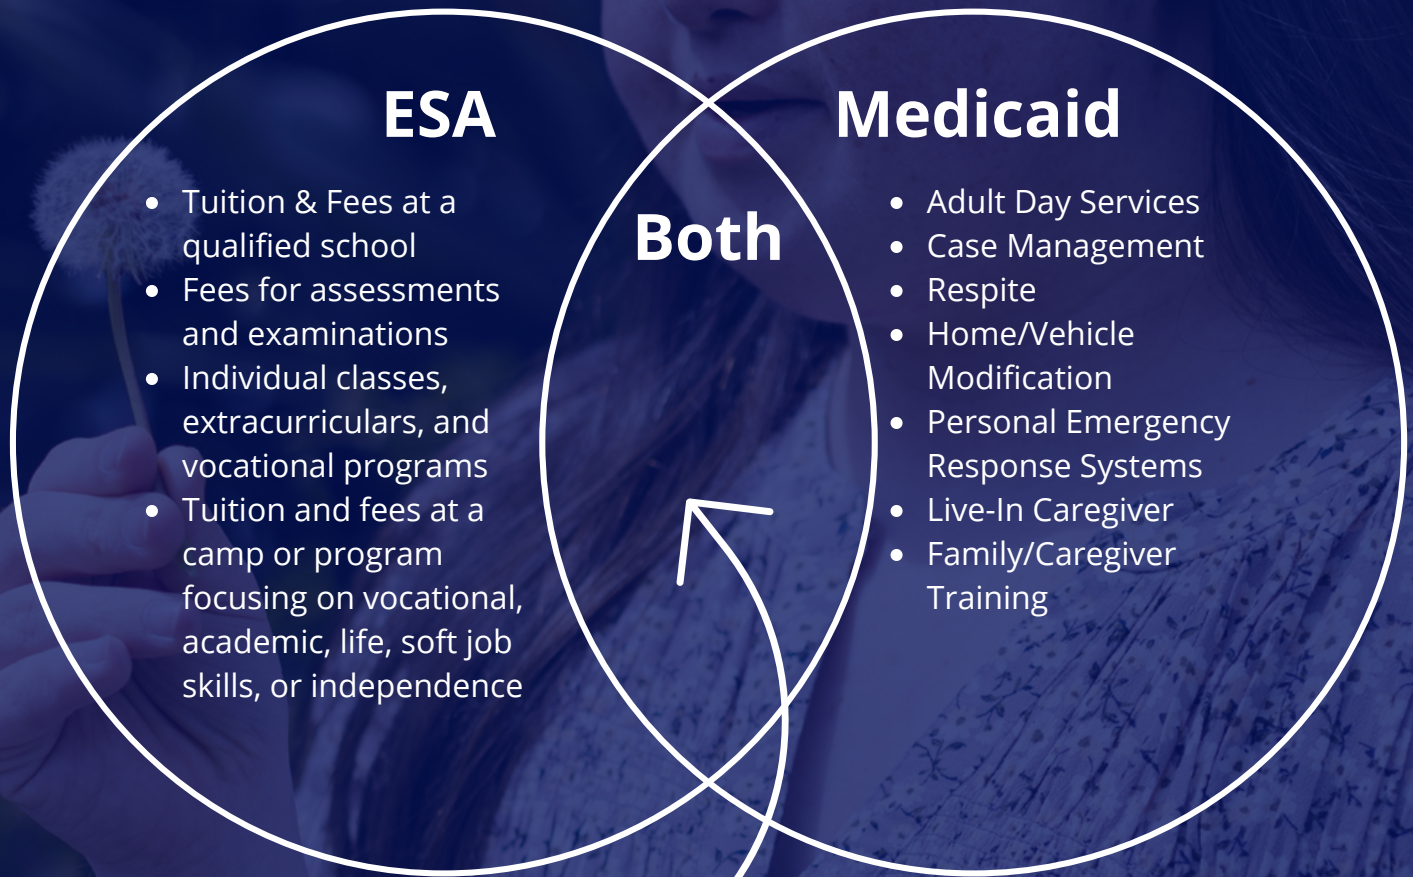 ESA
• Tuition & Fees at a
qualified school
• Fees for assessments
and examinations
• Individual classes,
extracurriculars, and
vocational programs
• Tuition and fees at a
camp or program
focusing on vocational,
academic, life, soft job
skills, or independence
Both
Medicaid
• Adult Day Services
• Case Management
• Respite
• Home/Vehicle
Modification
• Personal Emergency
Response Systems
• Live-In Caregiver
• Family/Caregiver
Training